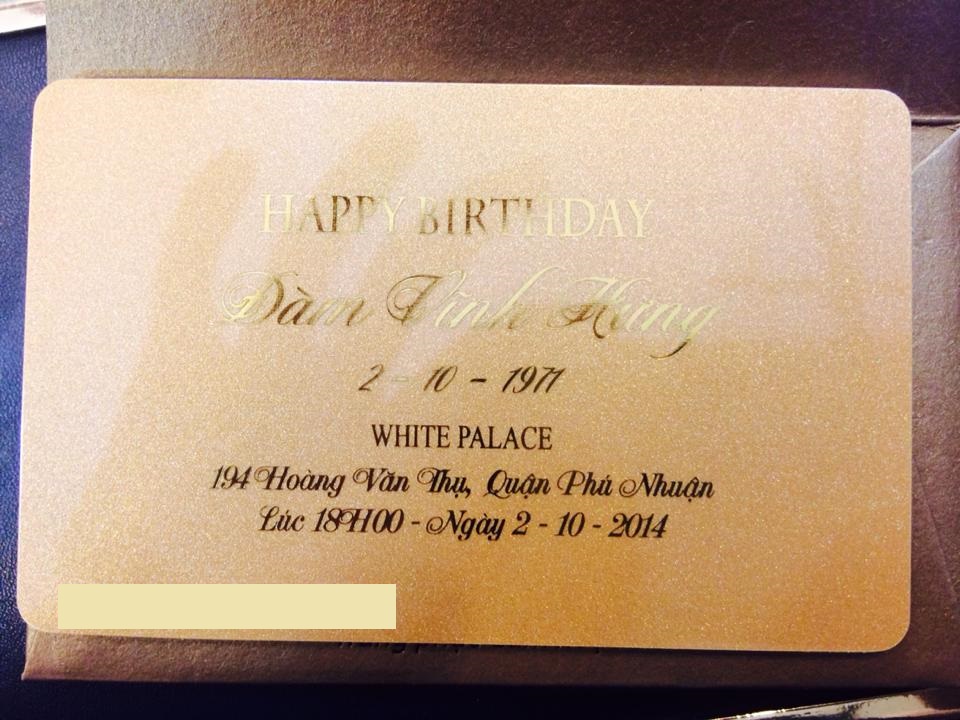 HAPPY BIRTHDAY
Đàm Vĩnh Hưng
2 - 10 - 1971
WHITE PALACE
194 Hoàng Văn Thụ, Quận Phú Nhuận
Lúc 18H00 - Ngày 2 - 10 - 2014